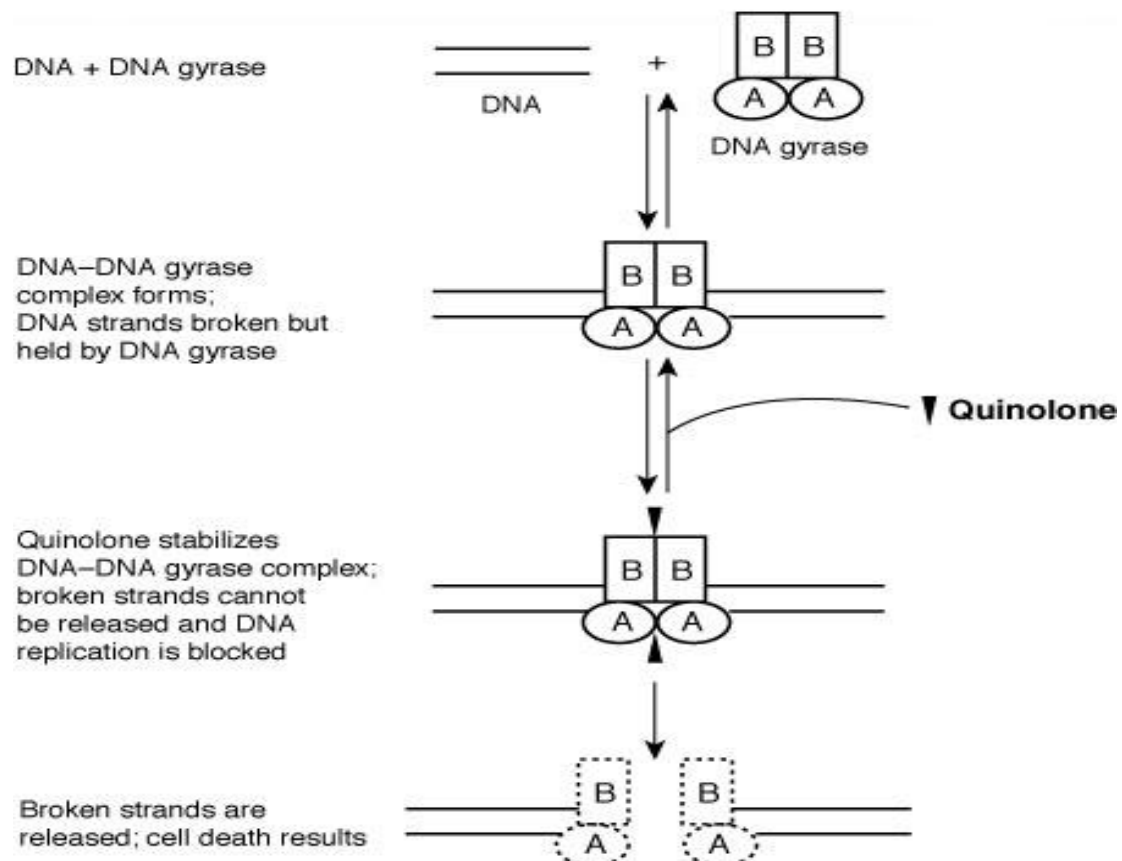 DNA + DNA gyrase
+
B B
A A
DNA
DNA gyrase
DNA–DNA gyrase
complex forms;
DNA strands broken but
held by DNA gyrase
B B
A A
Quinolone
Quinolone stabilizes
DNA–DNA gyrase complex;
broken strands cannot
be released and DNA
replication is blocked
B B
A A
Broken strands are
released; cell death results
B B
A A